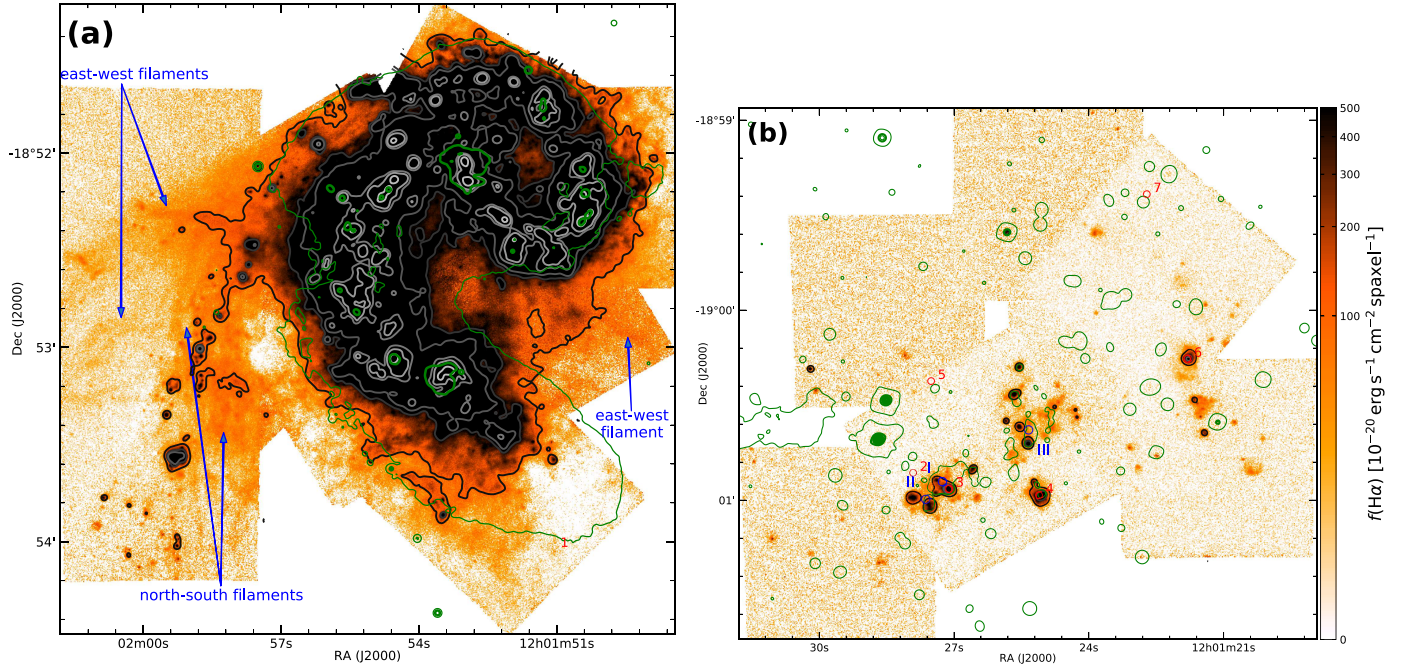 (a)
east-west filaments
-18°52'
53'
54'
Dec (J2000)
east-west
filament
1
north-south filaments
02m00s
57s
54s
12h01m51s
RA (J2000)
(b)
-18°59'
-19°00'
01'
Dec (J2000)
7
6
5
2
I
II
3
III
4
30s
27s
24s
12h01m21s
RA (J2000)
500
400
300
200
100
0
f(Hα) [10⁻²⁰ erg s⁻¹ cm⁻² spaxel⁻¹]